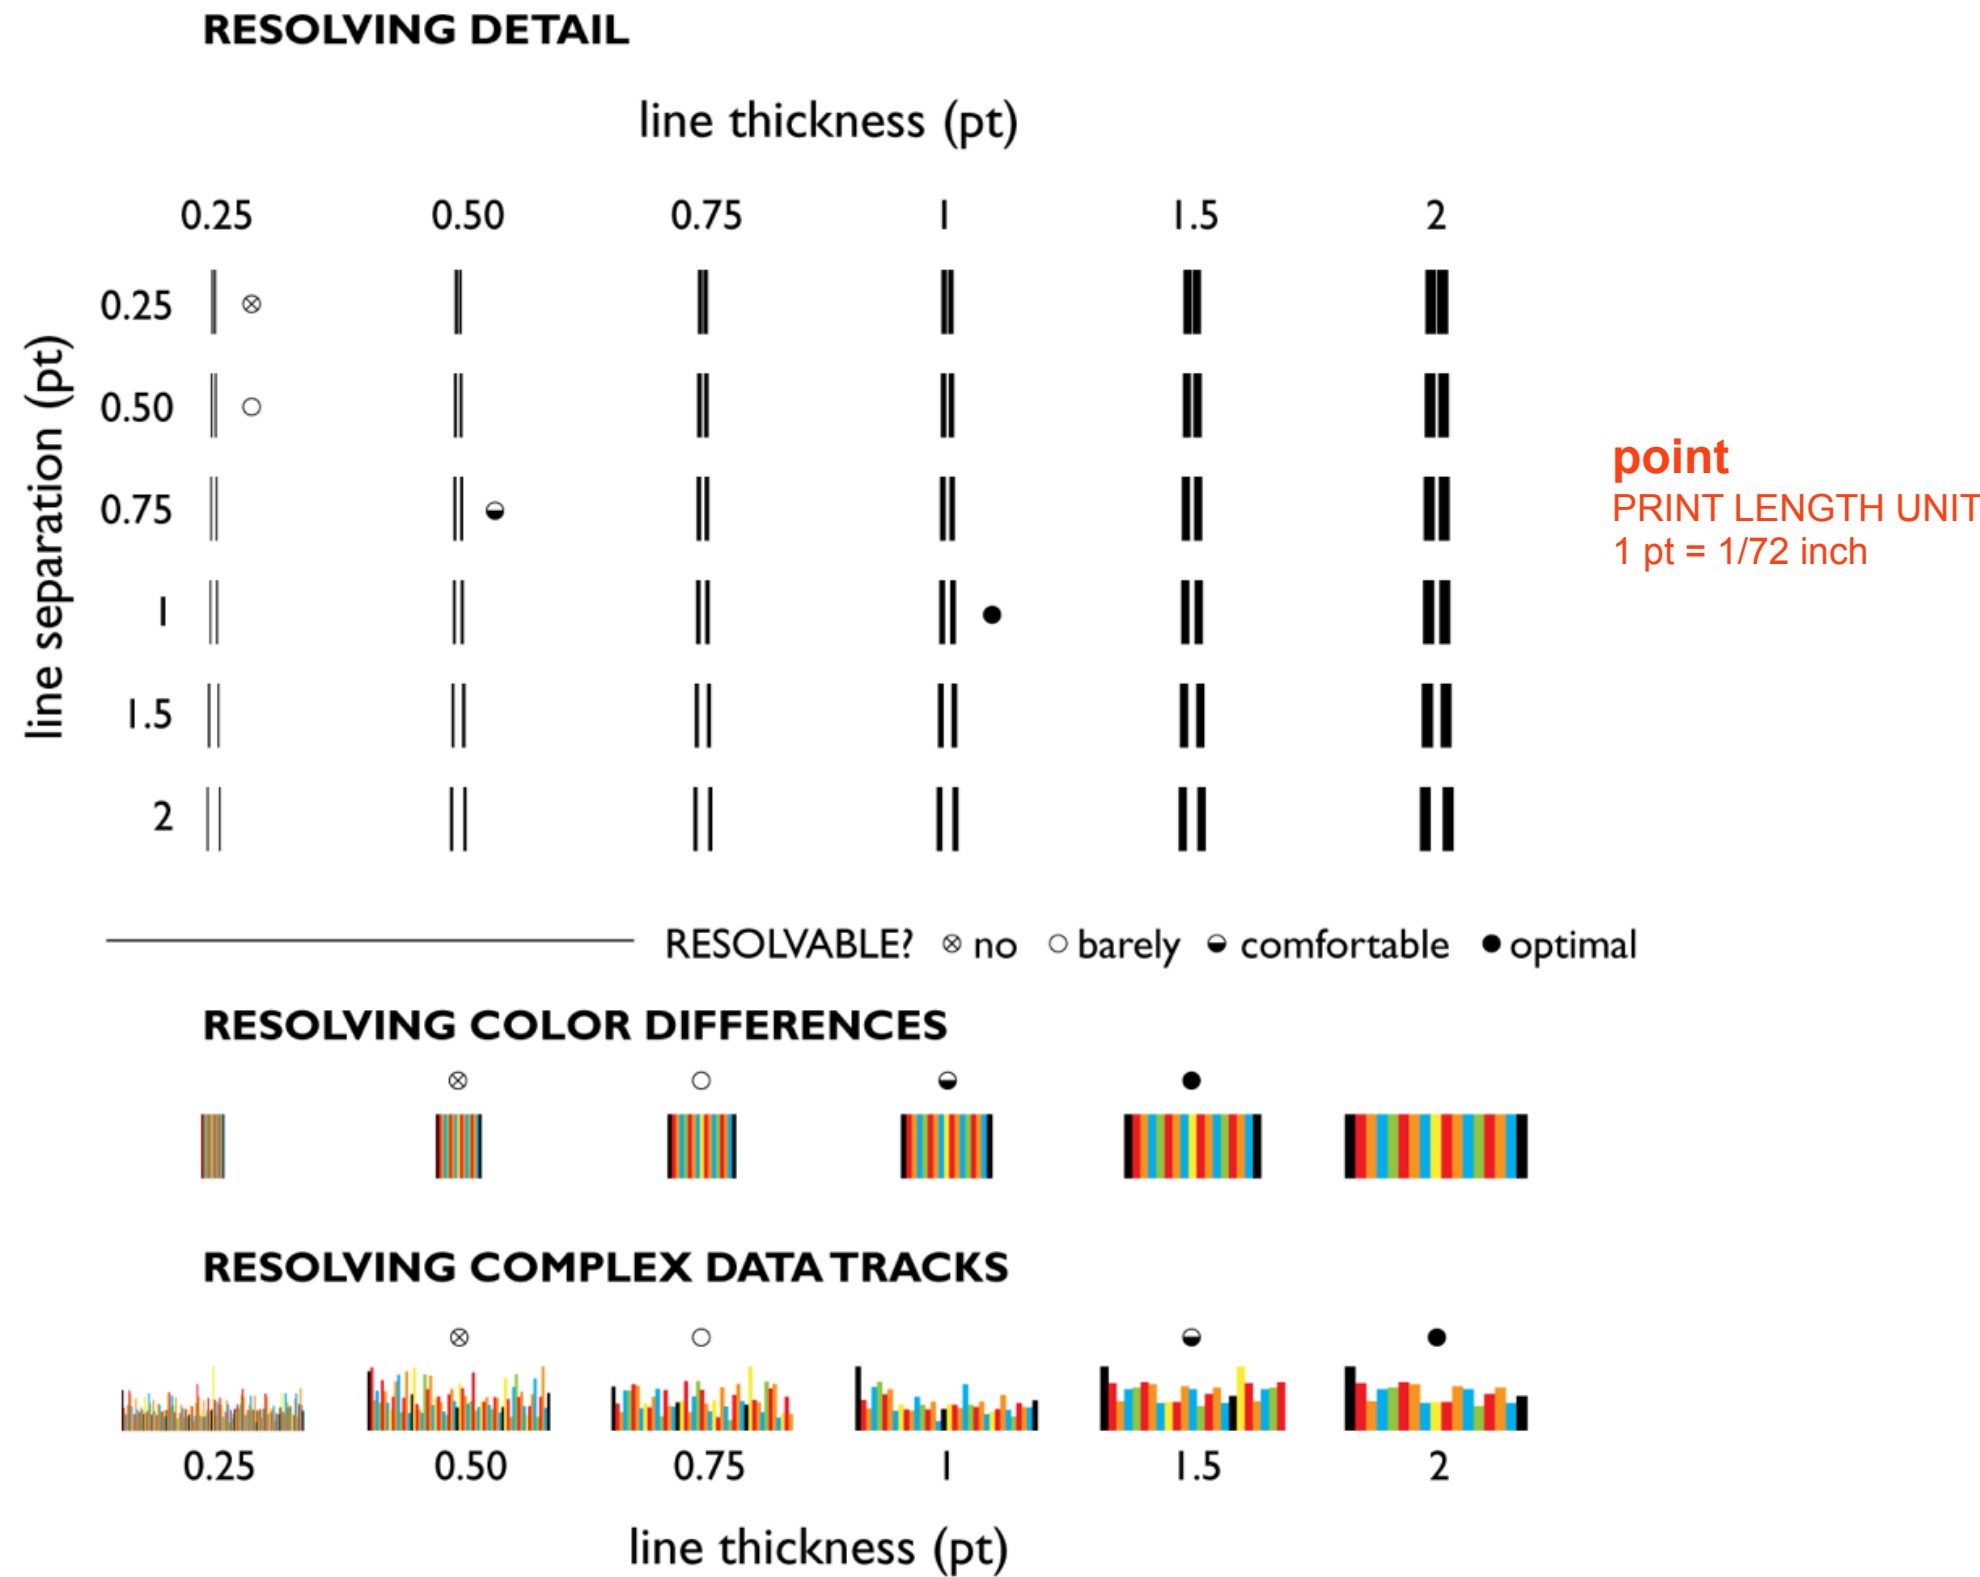 RESOLVING DETAIL
line thickness (pt)
0.25 0.50 0.75 1 1.5 2
line separation (pt)
0.25
0.50
0.75
1
1.5
2
point
PRINT LENGTH UNIT
1 pt = 1/72 inch
RESOLVABLE? no barely comfortable optimal
RESOLVING COLOR DIFFERENCES
RESOLVING COMPLEX DATA TRACKS
0.25 0.50 0.75 1 1.5 2
line thickness (pt)